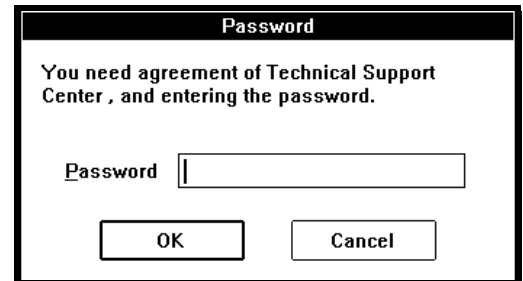 Password
You need agreement of Technical Support
Center , and entering the password.
Password
OK
Cancel